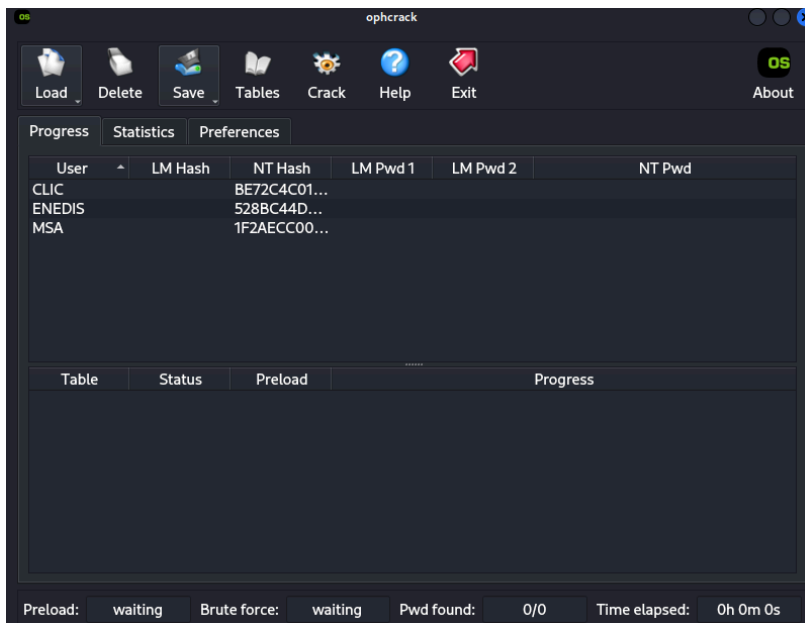 OS ophcrack
Load Delete Save Tables Crack Help Exit OS About
Progress Statistics Preferences
User LM Hash NT Hash LM Pwd 1 LM Pwd 2 NT Pwd
CLIC BE72C4C01...
ENEDIS 528BC44D...
MSA 1F2AECC00...
Table Status Preload Progress
Preload: waiting Brute force: waiting Pwd found: 0/0 Time elapsed: 0h 0m 0s